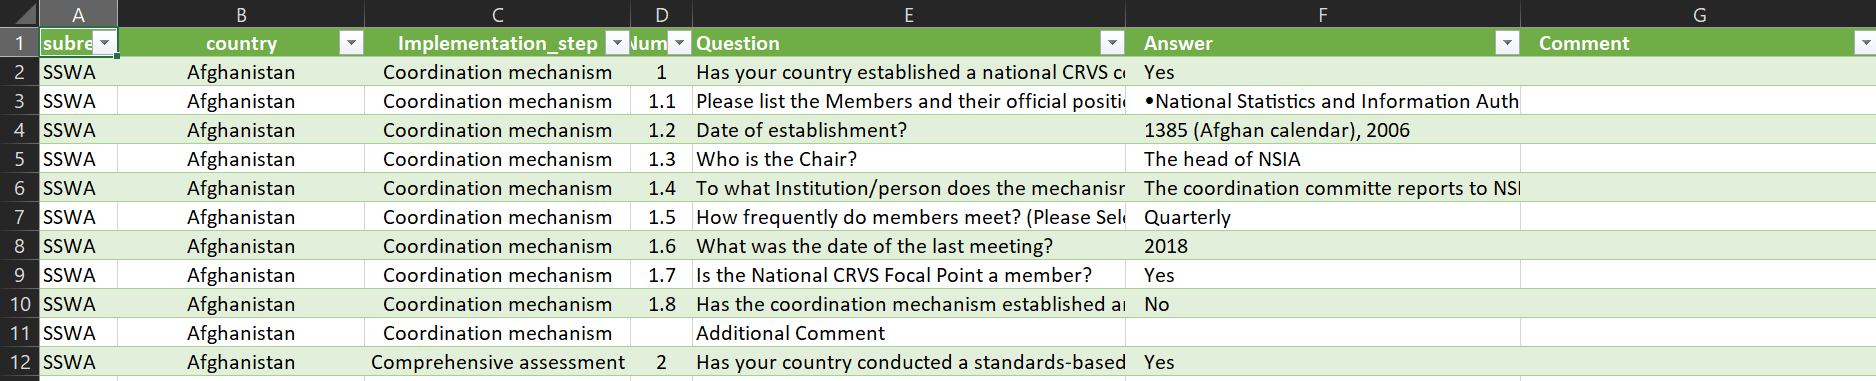 A B C D E F G
1 subre country Implementation_step Num Question Answer Comment
2 SSWA Afghanistan Coordination mechanism 1 Has your country established a national CRVS c Yes
3 SSWA Afghanistan Coordination mechanism 1.1 Please list the Members and their official positi •National Statistics and Information Auth
4 SSWA Afghanistan Coordination mechanism 1.2 Date of establishment? 1385 (Afghan calendar), 2006
5 SSWA Afghanistan Coordination mechanism 1.3 Who is the Chair? The head of NSIA
6 SSWA Afghanistan Coordination mechanism 1.4 To what Institution/person does the mechanisr The coordination committe reports to NSI
7 SSWA Afghanistan Coordination mechanism 1.5 How frequently do members meet? (Please Sel Quarterly
8 SSWA Afghanistan Coordination mechanism 1.6 What was the date of the last meeting? 2018
9 SSWA Afghanistan Coordination mechanism 1.7 Is the National CRVS Focal Point a member? Yes
10 SSWA Afghanistan Coordination mechanism 1.8 Has the coordination mechanism established a No
11 SSWA Afghanistan Coordination mechanism Additional Comment
12 SSWA Afghanistan Comprehensive assessment 2 Has your country conducted a standards-based Yes